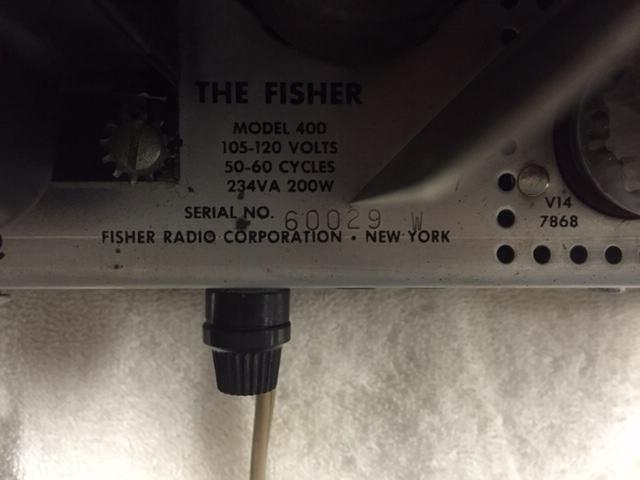 THE FISHER
MODEL 400
105-120 VOLTS
50-60 CYCLES
234VA 200W
SERIAL NO. 60029 W
FISHER RADIO CORPORATION • NEW YORK
V14
7868